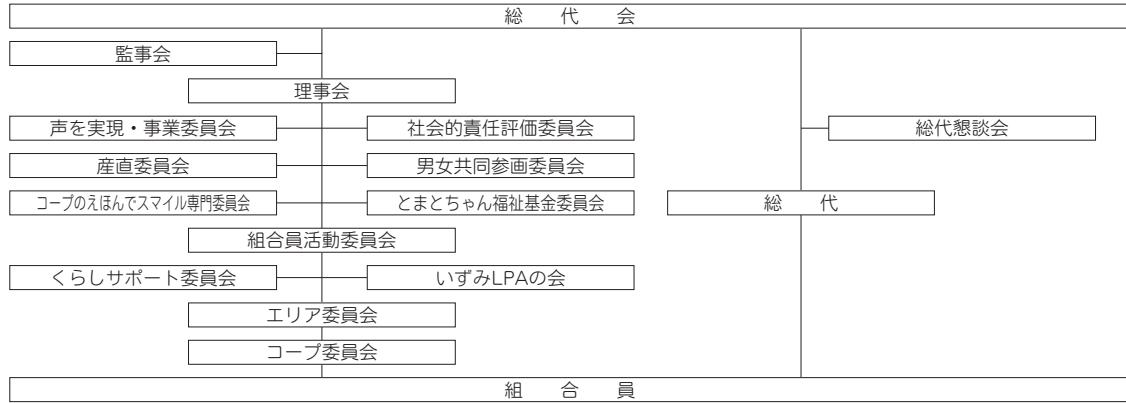 総　代　会
監事会
理事会
声を実現・事業委員会
社会的責任評価委員会
総代懇談会
産直委員会
男女共同参画委員会
コープのえほんでスマイル専門委員会
とまとちゃん福祉基金委員会
総　代
組合員活動委員会
くらしサポート委員会
いずみLPAの会
エリア委員会
コープ委員会
組　合　員